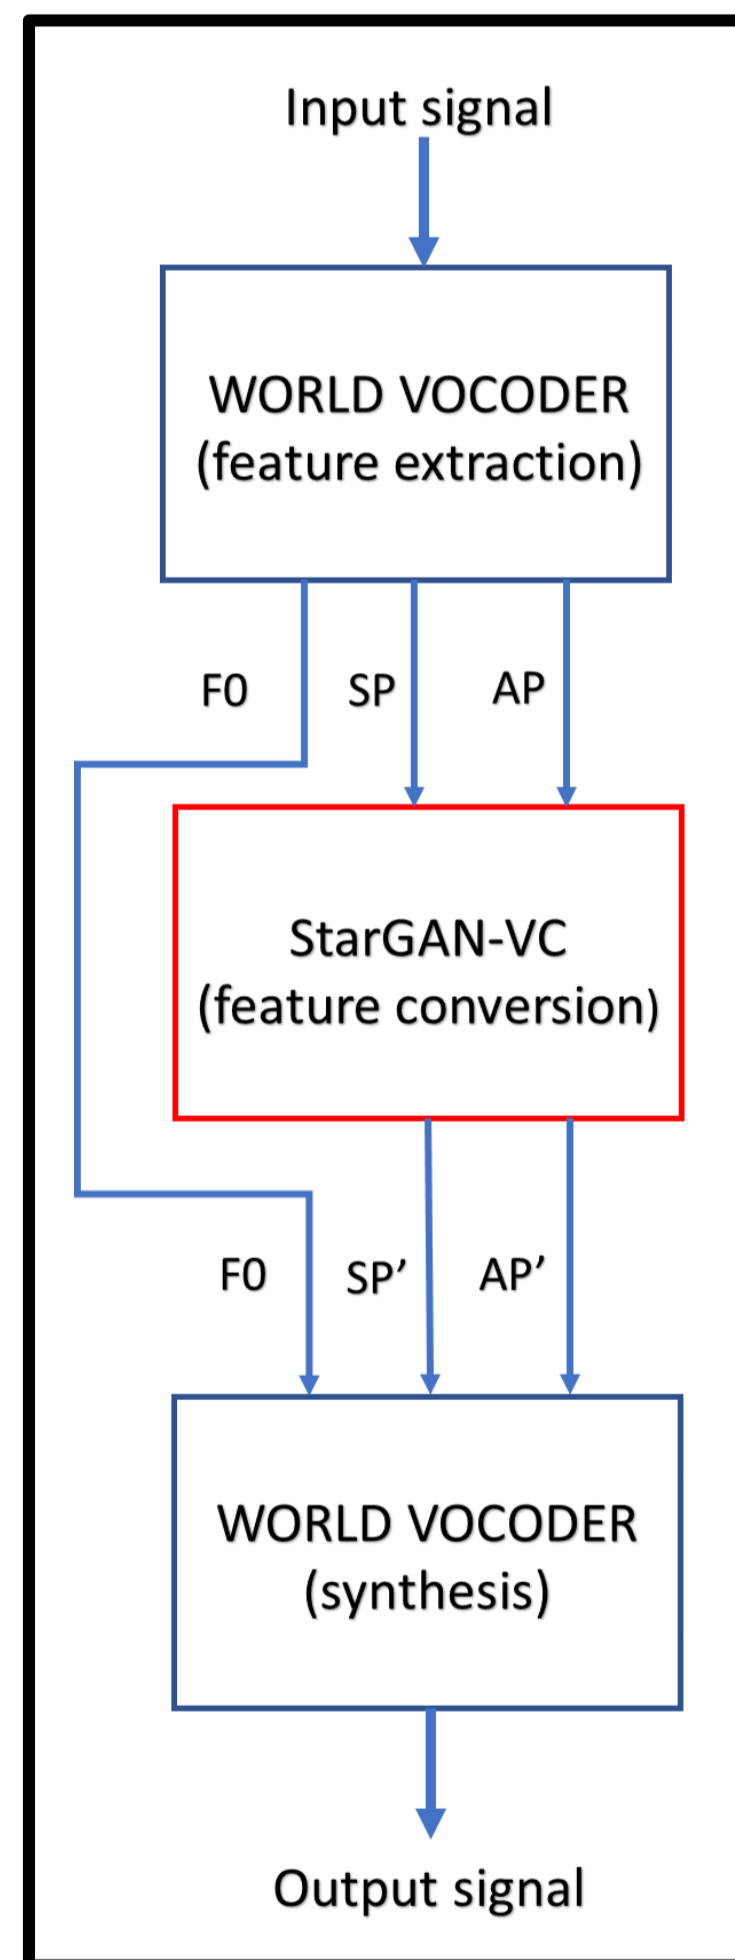 Input signal
WORLD VOCODER
(feature extraction)
F0 SP AP
StarGAN-VC
(feature conversion)
F0 SP’ AP’
WORLD VOCODER
(synthesis)
Output signal